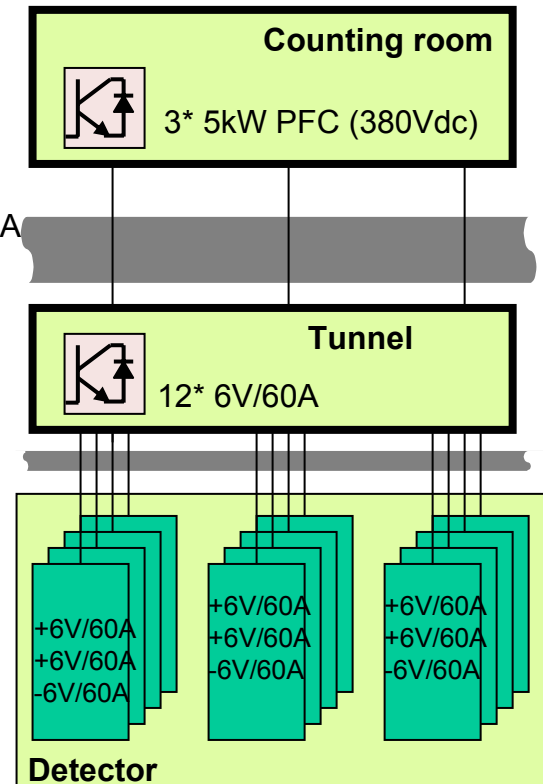 Counting room
3* 5kW PFC (380Vdc)
A
Tunnel
12* 6V/60A
+6V/60A
+6V/60A
-6V/60A
+6V/60A
+6V/60A
-6V/60A
+6V/60A
+6V/60A
-6V/60A
Detector